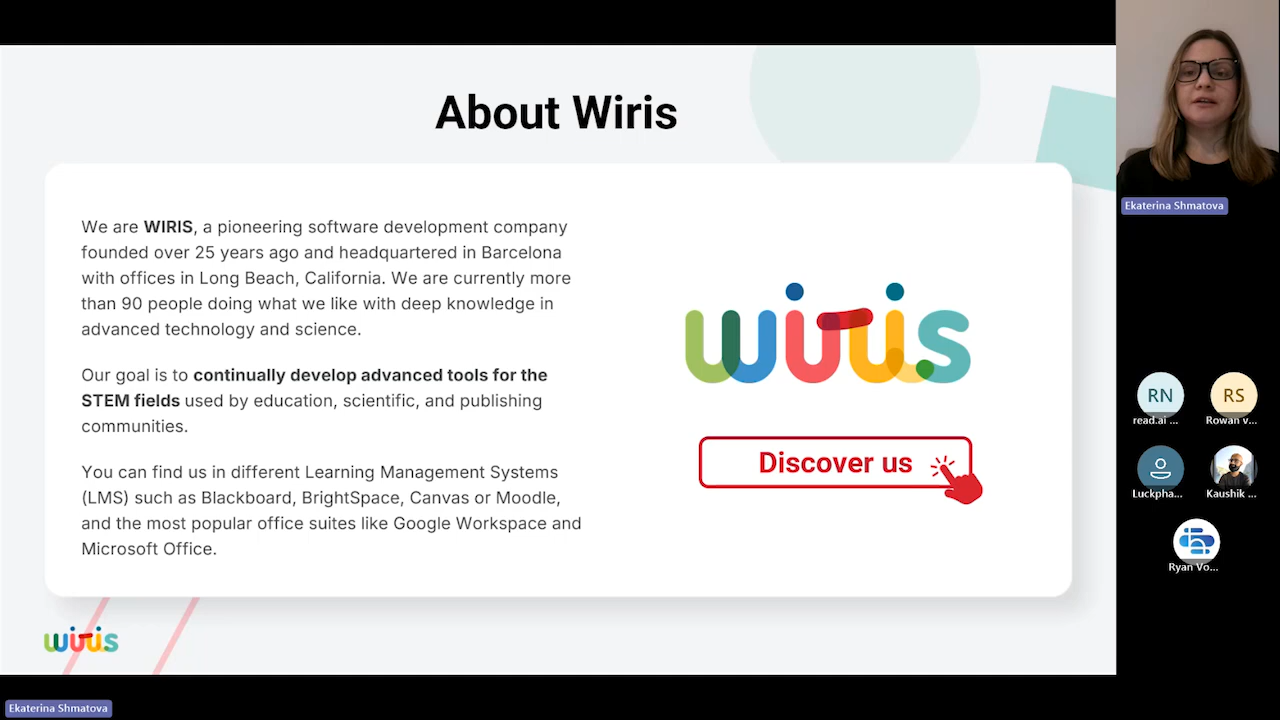 About Wiris
We are WIRIS, a pioneering software development company
founded over 25 years ago and headquartered in Barcelona
with offices in Long Beach, California. We are currently more
than 90 people doing what we like with deep knowledge in
advanced technology and science.
Our goal is to continually develop advanced tools for the
STEM fields used by education, scientific, and publishing
communities.
You can find us in different Learning Management Systems
(LMS) such as Blackboard, BrightSpace, Canvas or Moodle,
and the most popular office suites like Google Workspace and
Microsoft Office.
wiris
Discover us
wiris
Ekaterina Shmatova
Ekaterina Shmatova
RN
read.ai ...
RS
Rowan v...
Luckpha...
Kaushik ...
Ryan Vo...